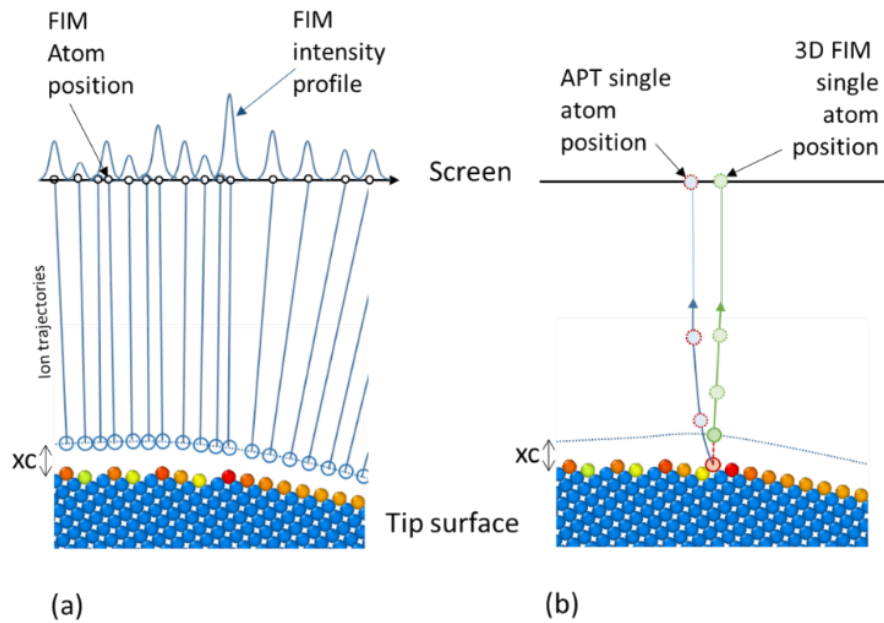 FIM
Atom
position
FIM
intensity
profile
APT single
atom
position
3D FIM
single
atom
position
Screen
Ion trajectories
xc
xc
Tip surface
(a)
(b)